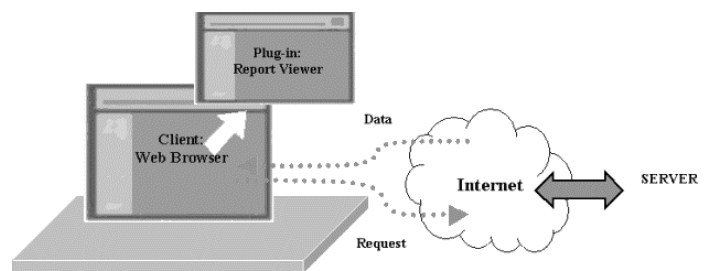 Plug-in:
Report Viewer
Client:
Web Browser
Data
Internet
SERVER
Request